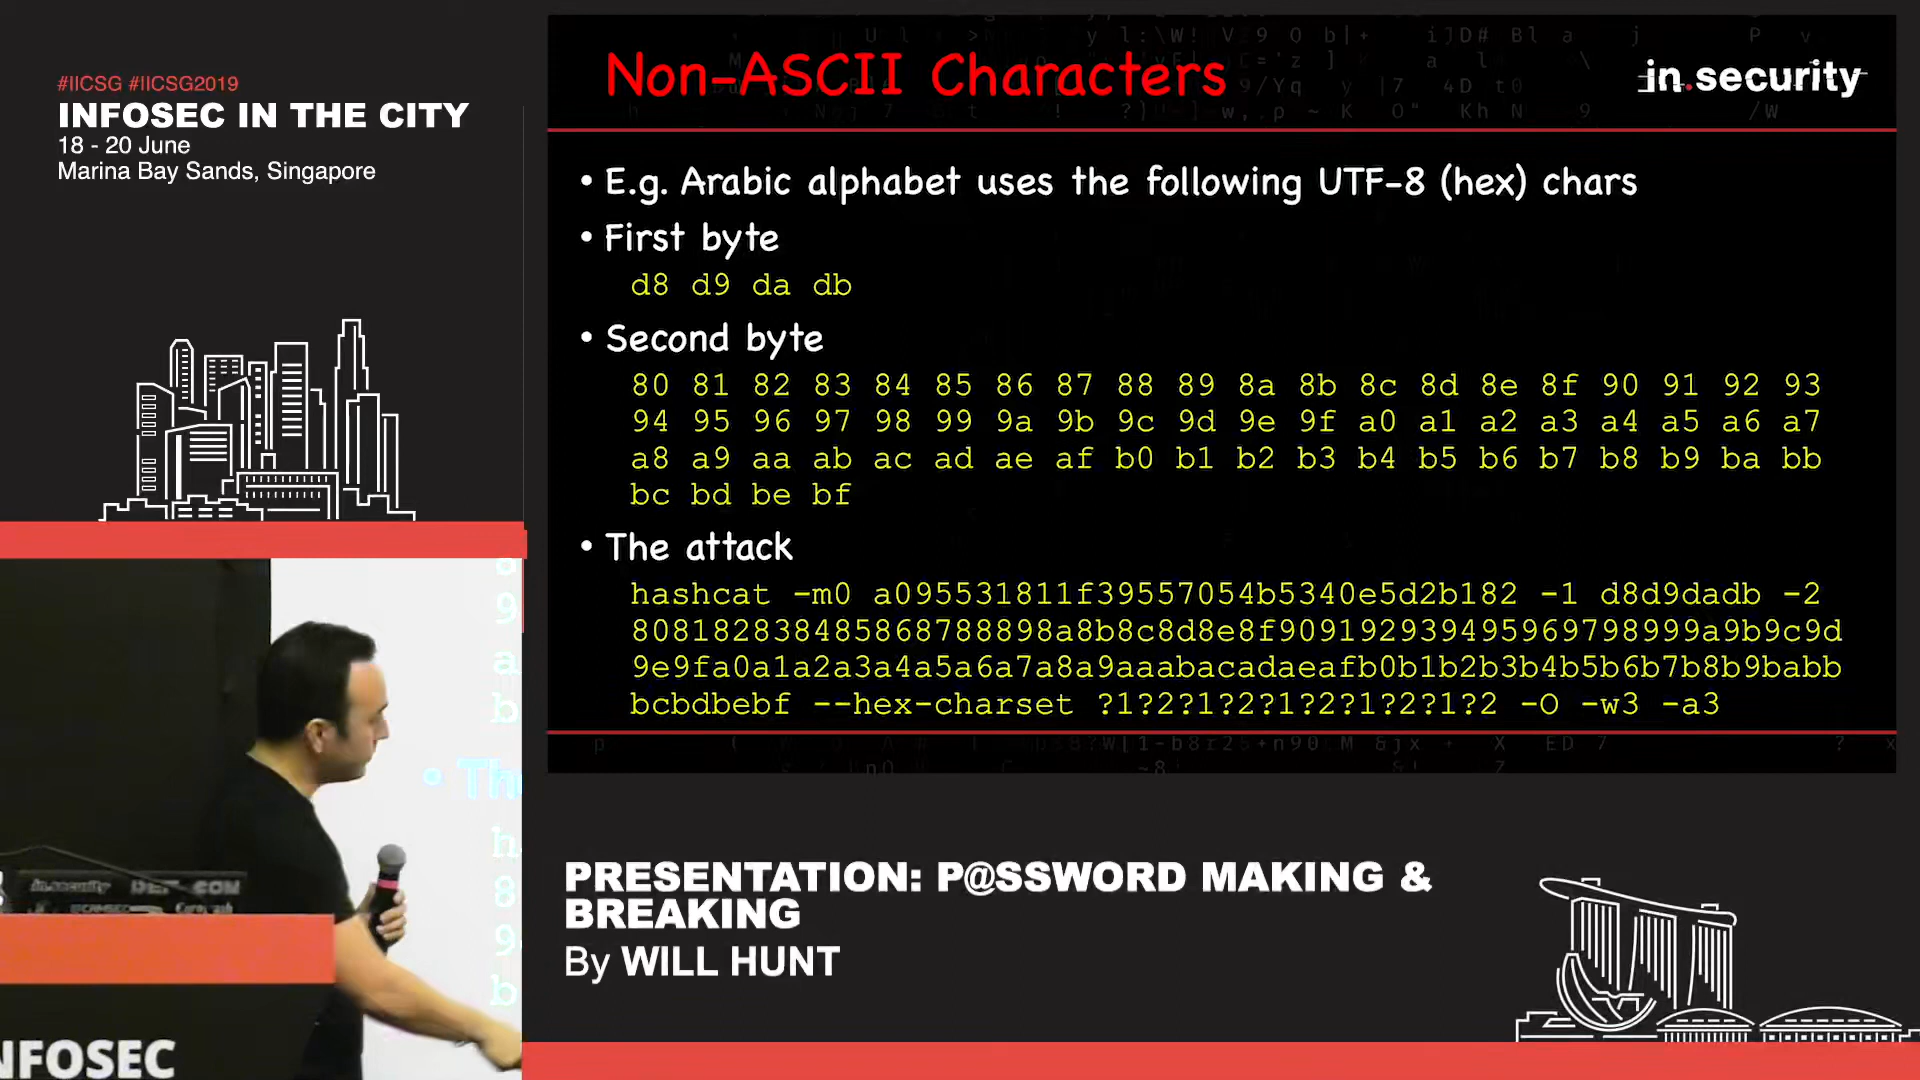 #IICSG #IICSG2019
INFOSEC IN THE CITY
18 - 20 June
Marina Bay Sands, Singapore
Non-ASCII Characters
in.security
• E.g. Arabic alphabet uses the following UTF-8 (hex) chars
• First byte
d8 d9 da db
• Second byte
80 81 82 83 84 85 86 87 88 89 8a 8b 8c 8d 8e 8f 90 91 92 93
94 95 96 97 98 99 9a 9b 9c 9d 9e 9f a0 a1 a2 a3 a4 a5 a6 a7
a8 a9 aa ab ac ad ae af b0 b1 b2 b3 b4 b5 b6 b7 b8 b9 ba bb
bc bd be bf
• The attack
hashcat -m0 a095531811f39557054b5340e5d2b182 -1 d8d9dadb -2
808182838485868788898a8b8c8d8e8f909192939495969798999a9b9c9d
9e9fa0a1a2a3a4a5a6a7a8a9aaabacadaeafb0b1b2b3b4b5b6b7b8b9babb
bcbdbebf --hex-charset ?1?2?1?2?1?2?1?2?1?2 -O -w3 -a3
• Th
in.security DEF CON
NFOSEC
PRESENTATION: P@SSWORD MAKING &
BREAKING
By WILL HUNT